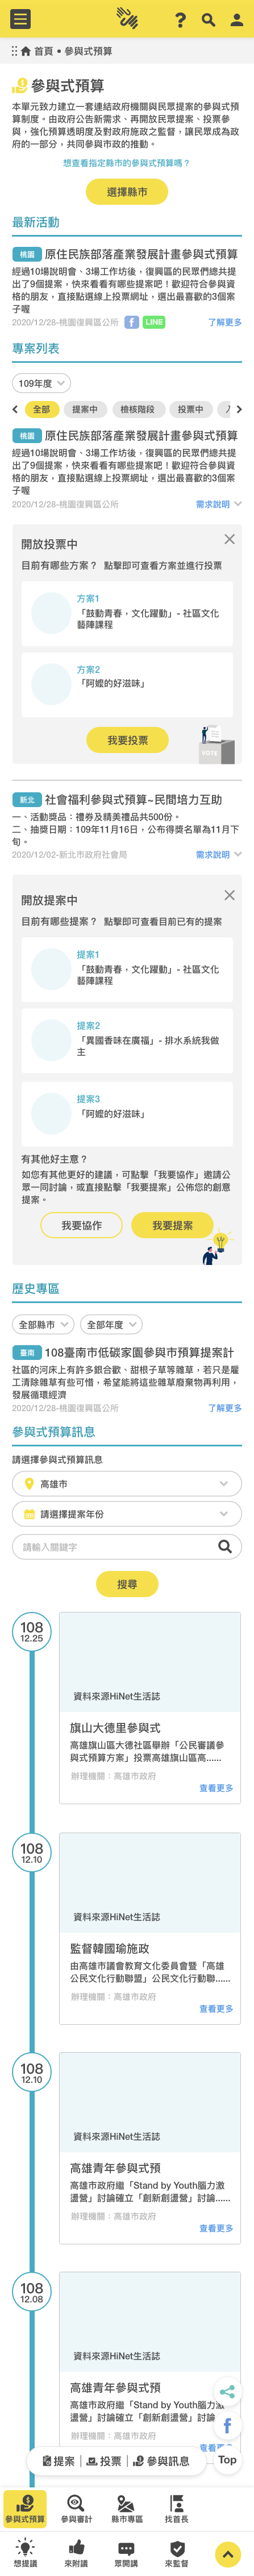 首頁 • 參與式預算
參與式預算
本單元致力建立一套連結政府機關與民眾提案的參與式預
算制度。由政府公告新需求、再開放民眾提案、投票參
與，強化預算透明度及對政府施政之監督，讓民眾成為政
府的一部分，共同參與市政的推動。
想查看指定縣市的參與式預算嗎？
選擇縣市
最新活動
桃園 原住民族部落產業發展計畫參與式預算
經過10場說明會、3場工作坊後，復興區的民眾們總共提
出了9個提案，快來看看有哪些提案吧！歡迎符合參與資
格的朋友，直接點選線上投票網址，選出最喜歡的3個案
子喔
2020/12/28-桃園復興區公所 LINE 了解更多
專案列表
109年度
全部 提案中 檢核階段 投票中
桃園 原住民族部落產業發展計畫參與式預算
經過10場說明會、3場工作坊後，復興區的民眾們總共提
出了9個提案，快來看看有哪些提案吧！歡迎符合參與資
格的朋友，直接點選線上投票網址，選出最喜歡的3個案
子喔
2020/12/28-桃園復興區公所 需求說明
開放投票中
目前有哪些方案？ 點擊即可查看方案並進行投票
方案1
「鼓動青春，文化躍動」- 社區文化
藝陣課程
方案2
「阿嬤的好滋味」
我要投票
VOTE
新北 社會福利參與式預算~民間培力互助
一、活動獎品：禮券及精美禮品共500份。
二、抽獎日期：109年11月16日，公布得獎名單為11月下
旬。
2020/12/02-新北市政府社會局 需求說明
開放提案中
目前有哪些提案？ 點擊即可查看目前已有的提案
提案1
「鼓動青春，文化躍動」- 社區文化
藝陣課程
提案2
「異國香味在廣福」- 排水系統我做
主
提案3
「阿嬤的好滋味」
有其他好主意？
如您有其他更好的建議，可點擊「我要協作」邀請公
眾一同討論，或直接點擊「我要提案」公佈您的創意
提案。
我要協作 我要提案
歷史專區
全部縣市 全部年度
臺南 108臺南市低碳家園參與市預算提案計
社區的河床上有許多銀合歡、甜根子草等雜草，若只是雇
工清除雜草有些可惜，希望能將這些雜草廢棄物再利用，
發展循環經濟
2020/12/28-桃園復興區公所 了解更多
參與式預算訊息
請選擇參與式預算訊息
高雄市
請選擇提案年份
請輸入關鍵字
搜尋
108
12.25
資料來源HiNet生活誌
旗山大德里參與式
高雄旗山區大德社區舉辦「公民審議參
與式預算方案」投票高雄旗山區高......
辦理機關：高雄市政府
查看更多
108
12.10
資料來源HiNet生活誌
監督韓國瑜施政
由高雄市議會教育文化委員會暨「高雄
公民文化行動聯盟」公民文化行動聯......
辦理機關：高雄市政府
查看更多
108
12.10
資料來源HiNet生活誌
高雄青年參與式預
高雄市政府繼「Stand by Youth腦力激
盪營」討論確立「創新創盪營」討論......
辦理機關：高雄市政府
查看更多
108
12.08
資料來源HiNet生活誌
高雄青年參與式預
高雄市政府繼「Stand by Youth腦力激
盪營」討論確立「創新創盪營」討論
辦理機關：高雄市政府
查看更多
提案 投票 參與訊息 Top
參與式預算 參與審計 縣市專區 找首長
想提議 來附議 眾開講 來監督